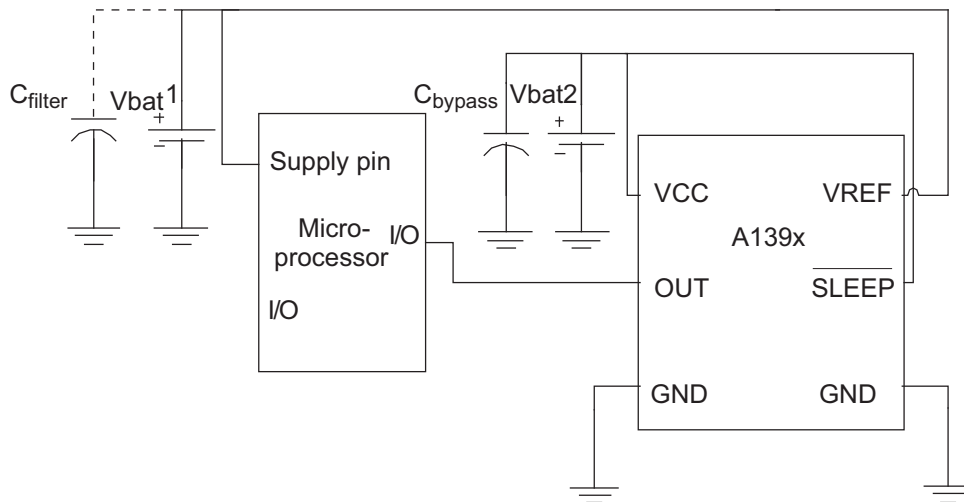 Cfilter
Vbat1
+
−
Cbypass
Vbat2
+
−
Supply pin
Micro-
processor
I/O
I/O
VCC
VREF
A139x
OUT
SLEEP
GND
GND